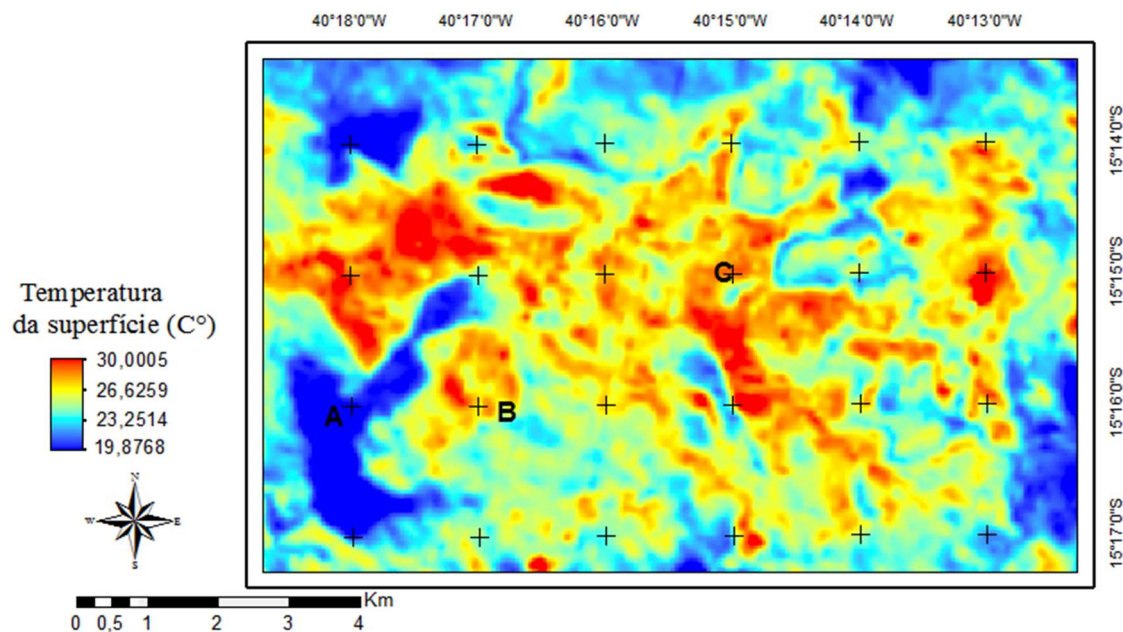 40°18'0"W 40°17'0"W 40°16'0"W 40°15'0"W 40°14'0"W 40°13'0"W
15°14'0"S
15°15'0"S
15°16'0"S
15°17'0"S
Temperatura
da superfície (C°)
30,0005
26,6259
23,2514
19,8768
C
A
B
N
W E
S
Km
0 0,5 1 2 3 4